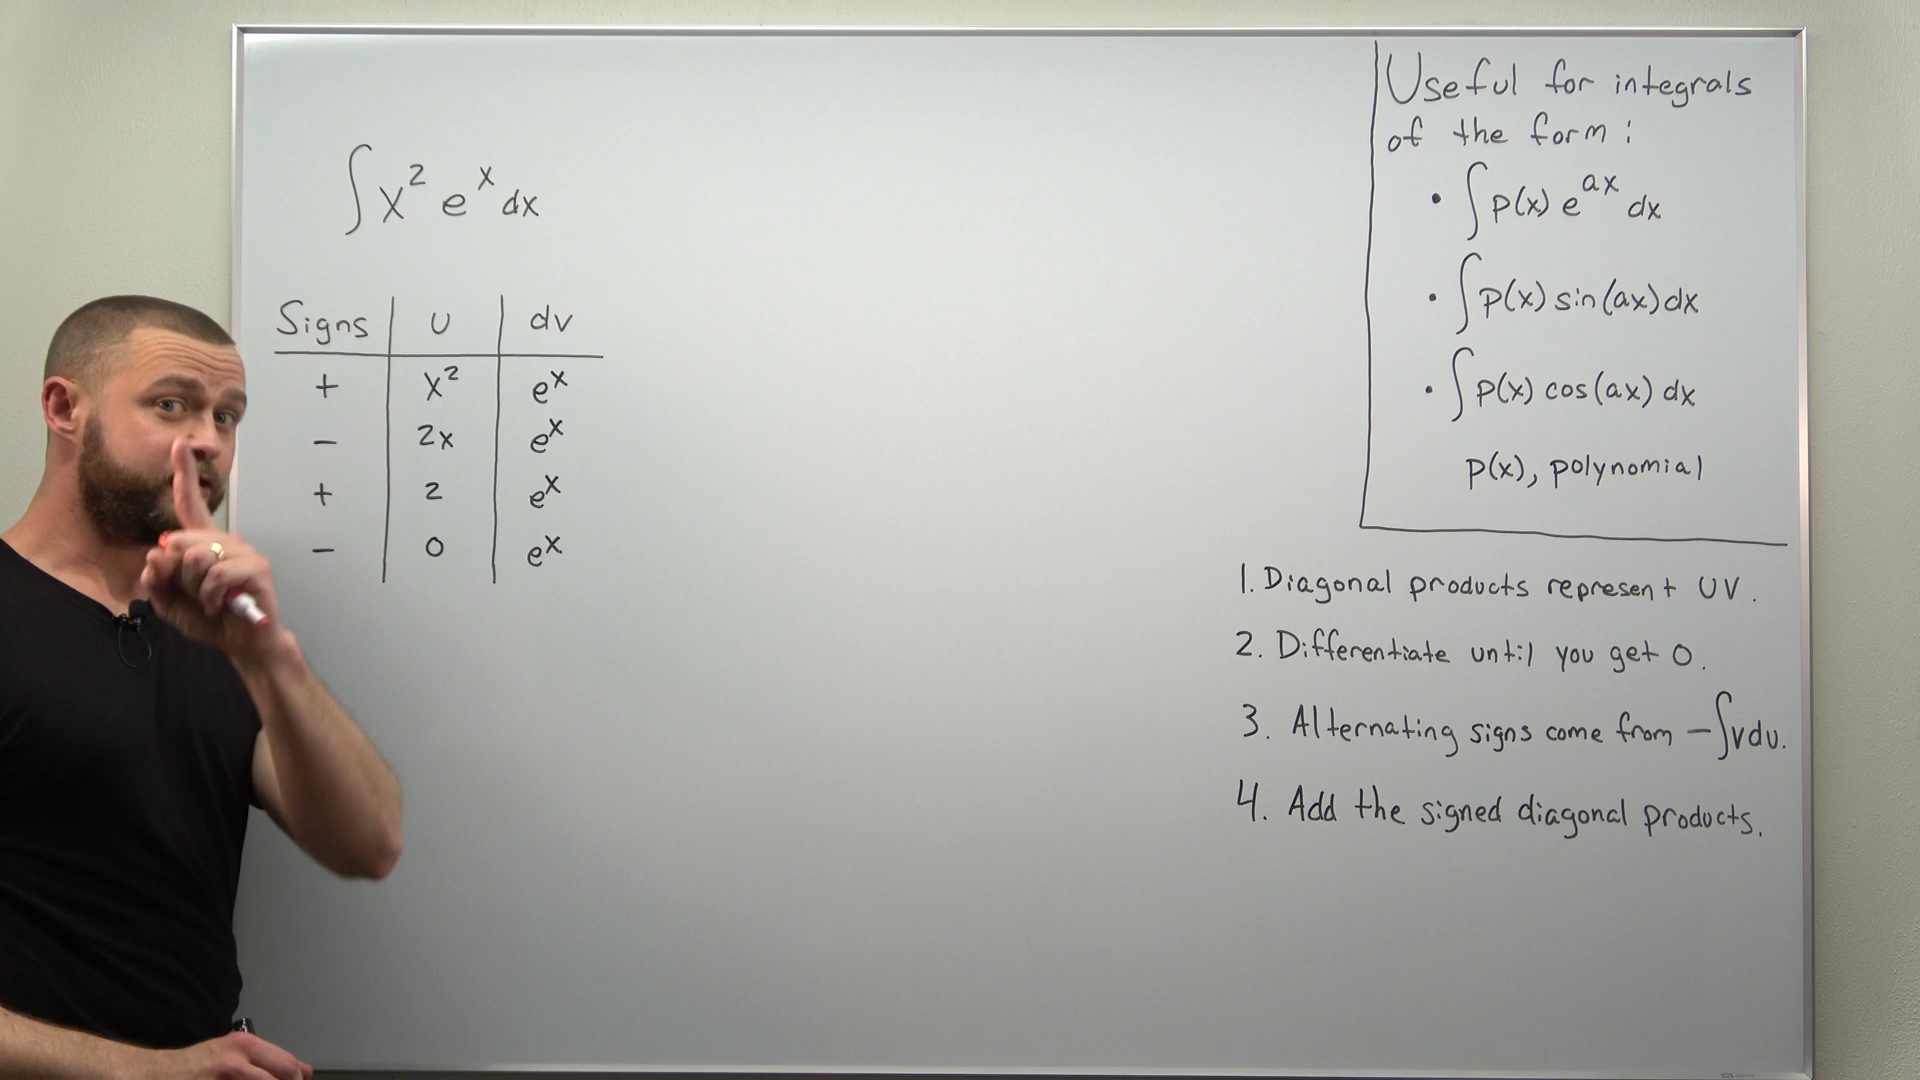 ∫x² eˣ dx
Signs | U | dv
+ | x² | eˣ
− | 2x | eˣ
+ | 2 | eˣ
− | 0 | eˣ
Useful for integrals
of the form:
• ∫p(x) e^{ax} dx
• ∫p(x) sin(ax) dx
• ∫p(x) cos(ax) dx
p(x), polynomial
1. Diagonal products represent UV.
2. Differentiate until you get 0.
3. Alternating signs come from −∫vdu.
4. Add the signed diagonal products.